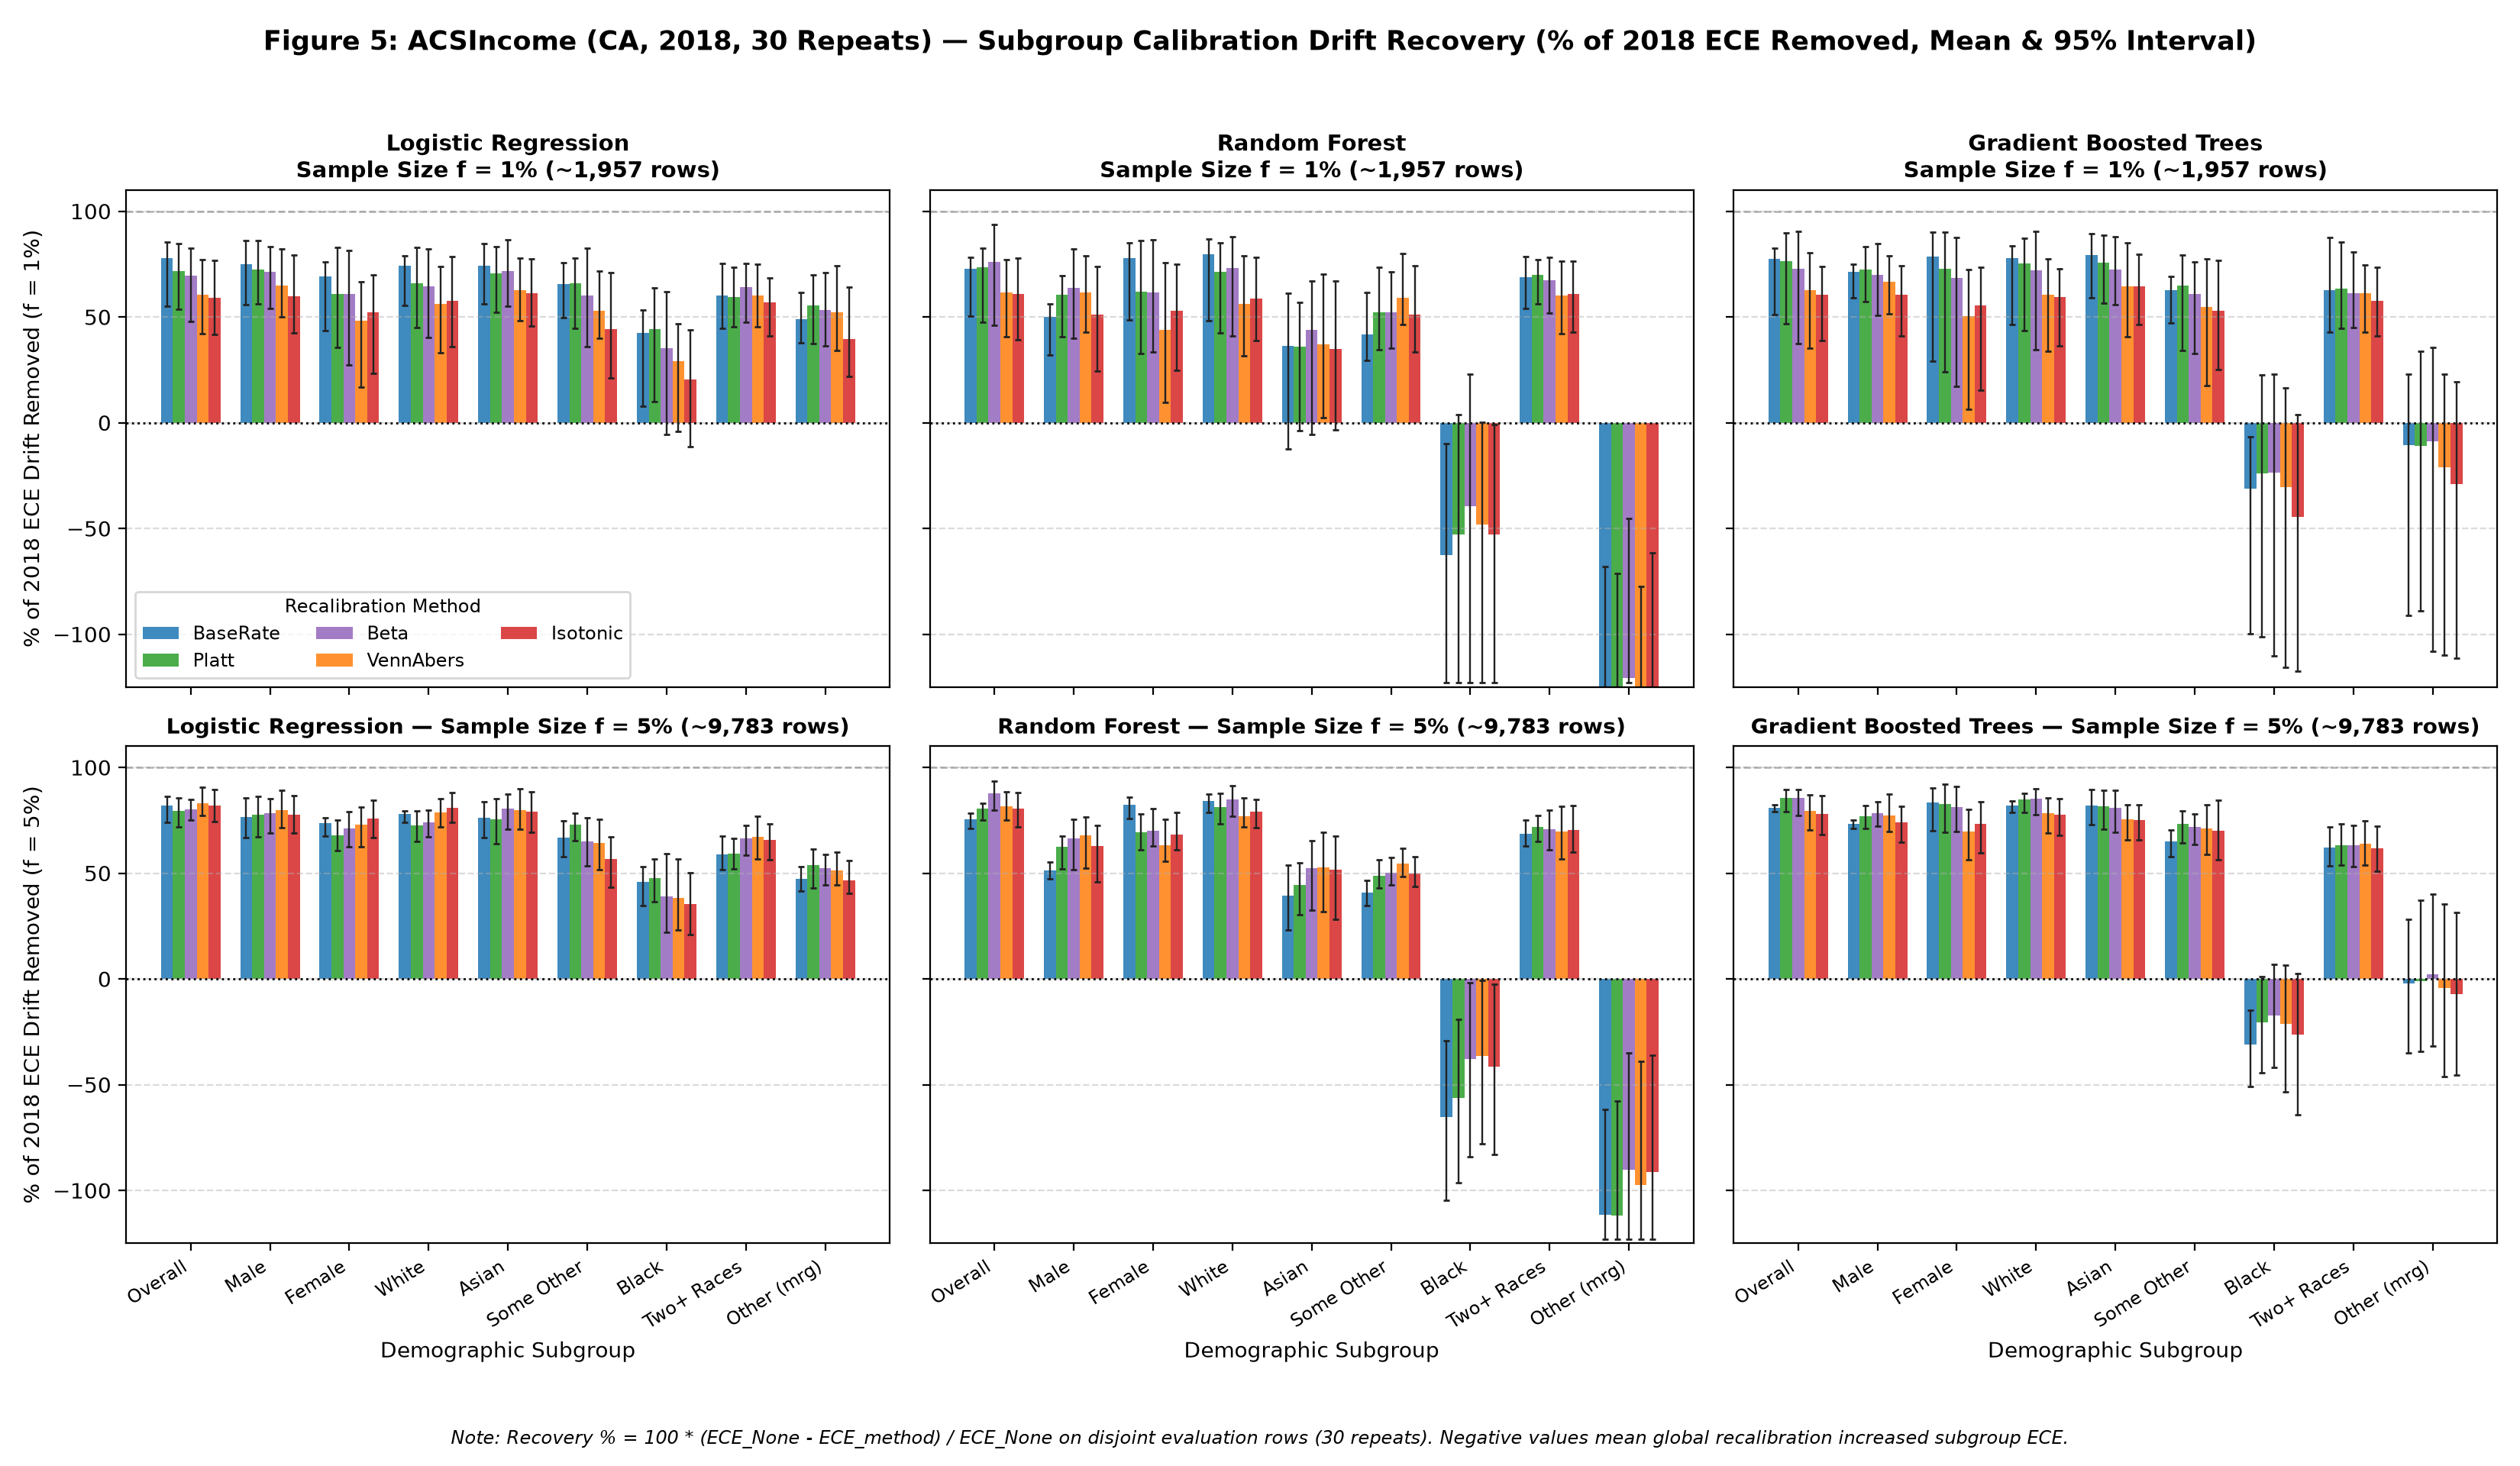 Figure 5: ACSIncome (CA, 2018, 30 Repeats) — Subgroup Calibration Drift Recovery (% of 2018 ECE Removed, Mean & 95% Interval)
Logistic Regression
Sample Size f = 1% (~1,957 rows)
Random Forest
Sample Size f = 1% (~1,957 rows)
Gradient Boosted Trees
Sample Size f = 1% (~1,957 rows)
% of 2018 ECE Drift Removed (f = 1%)
100
50
0
−50
−100
Recalibration Method
BaseRate
Platt
Beta
VennAbers
Isotonic
Logistic Regression — Sample Size f = 5% (~9,783 rows)
Random Forest — Sample Size f = 5% (~9,783 rows)
Gradient Boosted Trees — Sample Size f = 5% (~9,783 rows)
% of 2018 ECE Drift Removed (f = 5%)
100
50
0
−50
−100
Overall
Male
Female
White
Asian
Some Other
Black
Two+ Races
Other (mrg)
Demographic Subgroup
Overall
Male
Female
White
Asian
Some Other
Black
Two+ Races
Other (mrg)
Demographic Subgroup
Overall
Male
Female
White
Asian
Some Other
Black
Two+ Races
Other (mrg)
Demographic Subgroup
Note: Recovery % = 100 * (ECE_None - ECE_method) / ECE_None on disjoint evaluation rows (30 repeats). Negative values mean global recalibration increased subgroup ECE.